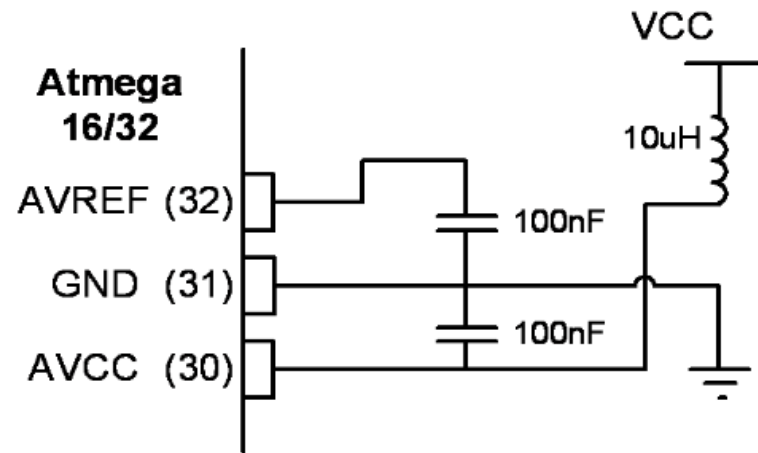 VCC
Atmega
16/32
10uH
AVREF (32)
100nF
GND (31)
100nF
AVCC (30)